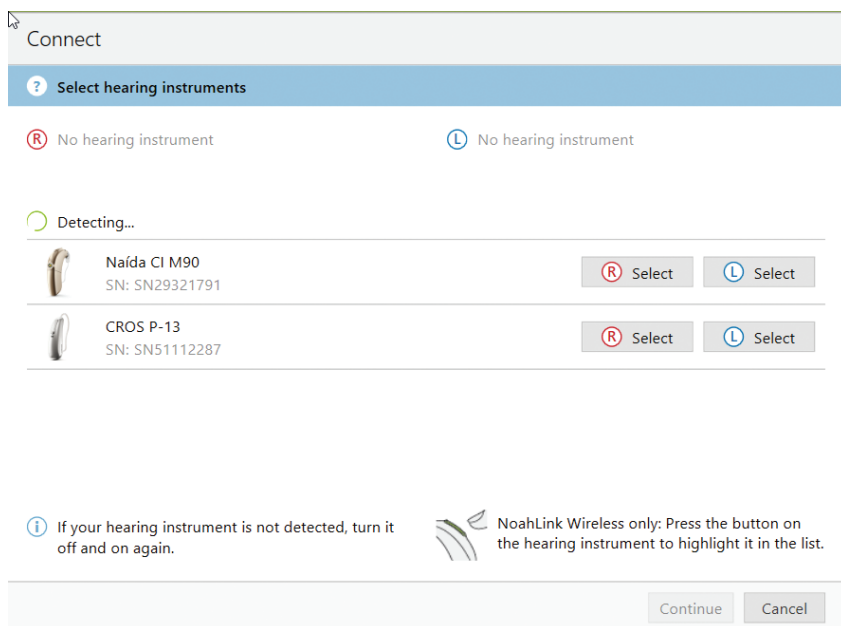 Connect
? Select hearing instruments
R No hearing instrument
L No hearing instrument
Detecting...
Naída CI M90
SN: SN29321791
R Select
L Select
CROS P-13
SN: SN51112287
R Select
L Select
i If your hearing instrument is not detected, turn it
off and on again.
NoahLink Wireless only: Press the button on
the hearing instrument to highlight it in the list.
Continue
Cancel